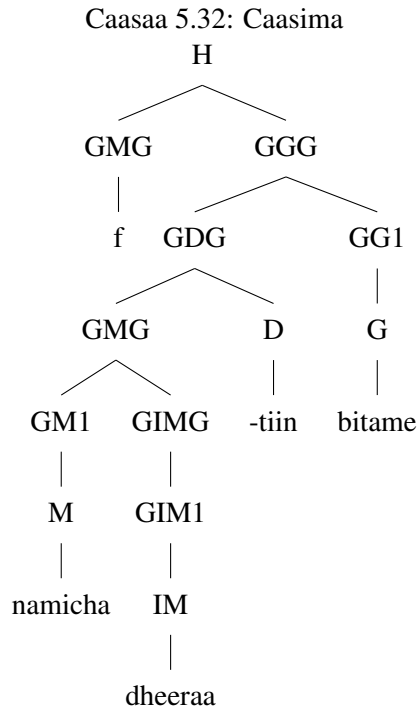 Caasaa 5.32: Caasima
H
GMG GGG
f GDG GG1
GMG D G
GM1 GIMG -tiin bitame
M GIM1
namicha IM
dheeraa